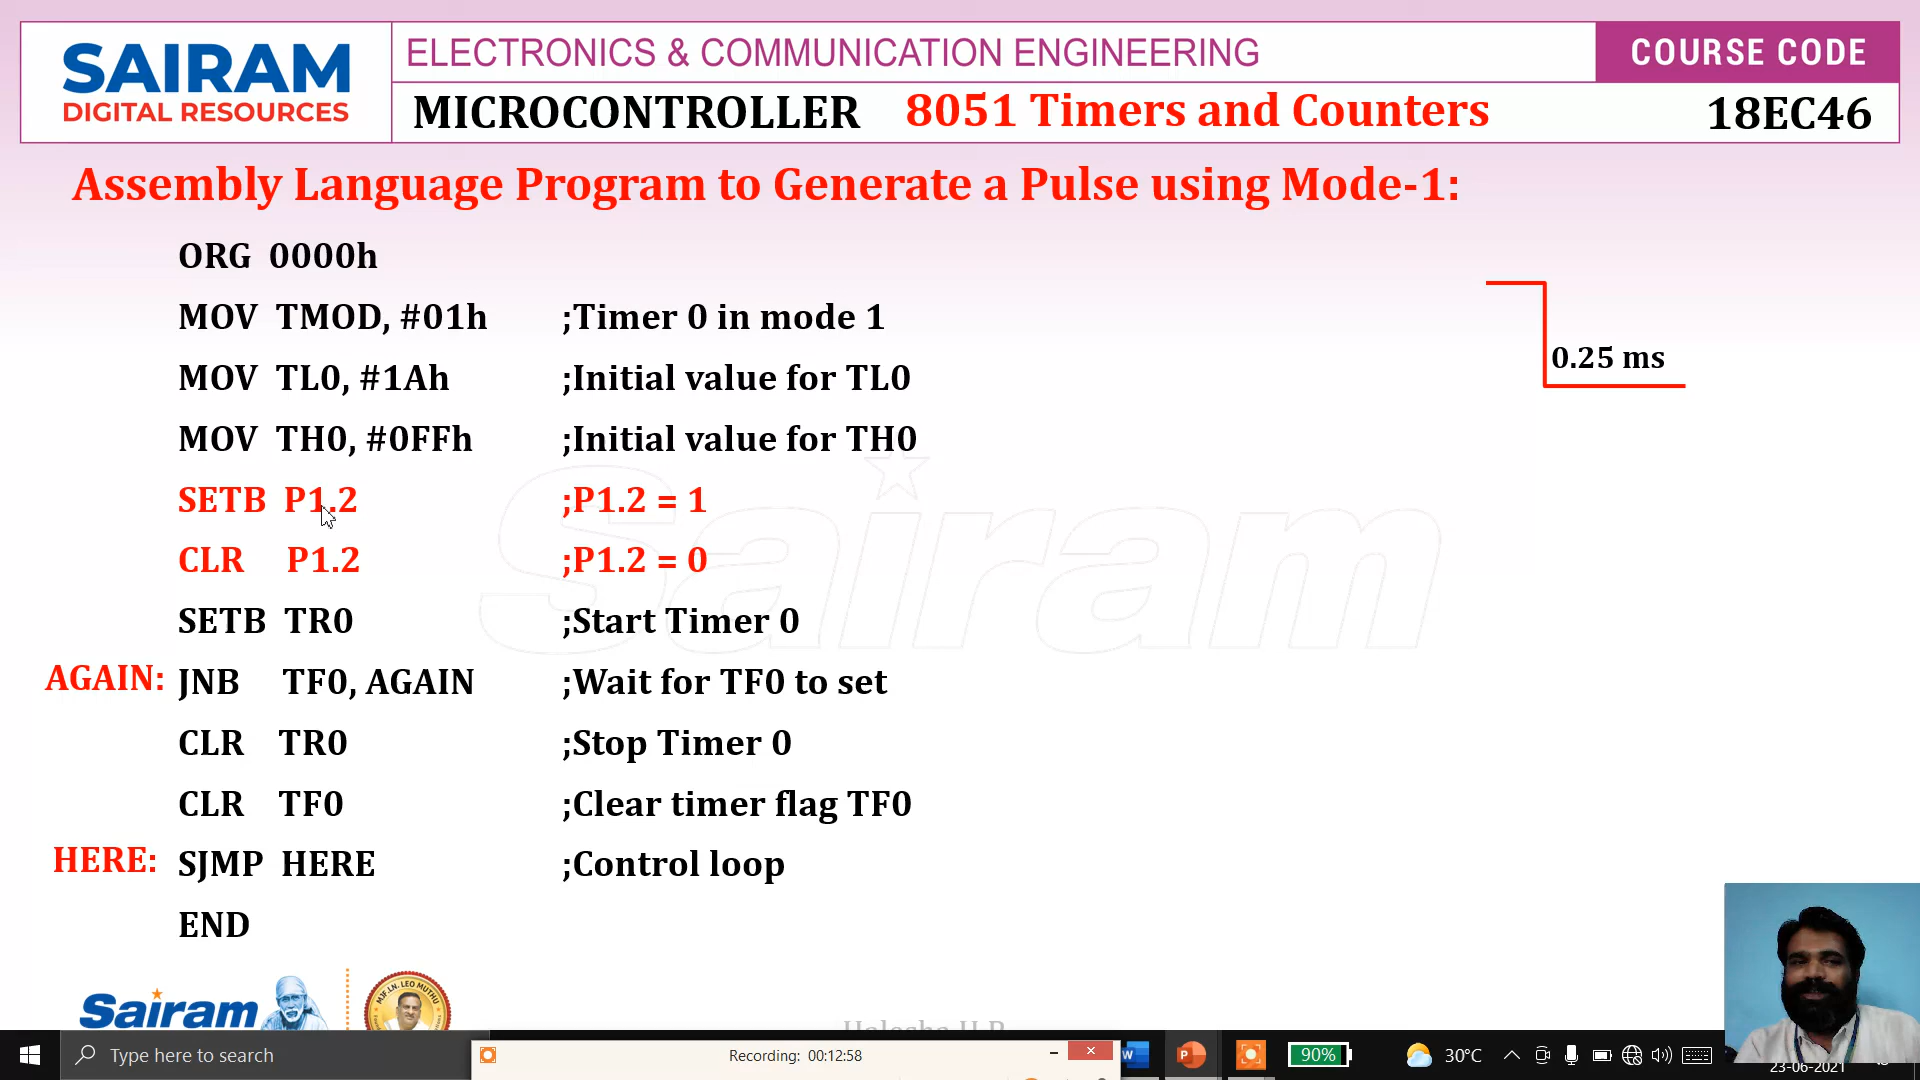 SAIRAM
DIGITAL RESOURCES
ELECTRONICS & COMMUNICATION ENGINEERING
COURSE CODE
MICROCONTROLLER 8051 Timers and Counters 18EC46
Assembly Language Program to Generate a Pulse using Mode-1:
ORG 0000h
MOV TMOD, #01h ;Timer 0 in mode 1
MOV TL0, #1Ah ;Initial value for TL0
MOV TH0, #0FFh ;Initial value for TH0
SETB P1.2 ;P1.2 = 1
CLR P1.2 ;P1.2 = 0
SETB TR0 ;Start Timer 0
AGAIN: JNB TF0, AGAIN ;Wait for TF0 to set
CLR TR0 ;Stop Timer 0
CLR TF0 ;Clear timer flag TF0
HERE: SJMP HERE ;Control loop
END
0.25 ms
Sairam
Sairam
MJF.LN. LEO MUTHU
Type here to search
Recording: 00:12:58
90%
30°C
23-06-2021